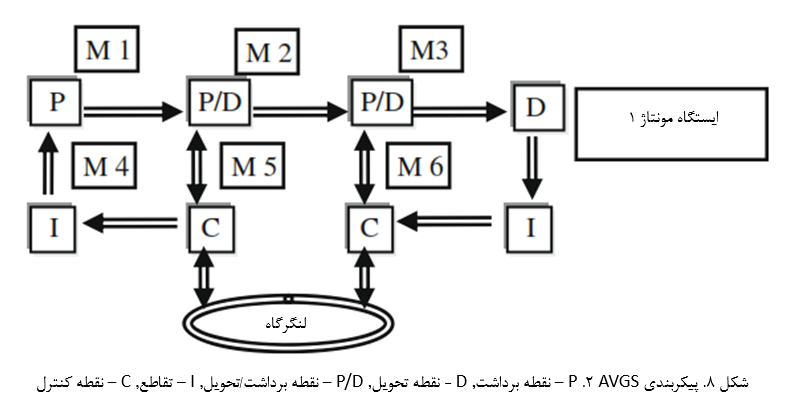 M 1
M 2
M3
P
P/D
P/D
D
ایستگاه مونتاژ ۱
M 4
M 5
M 6
I
C
C
I
لنگرگاه
شکل ۸. پیکربندی AVGS ۲. P – نقطه برداشت, D - نقطه تحویل, P/D – نقطه برداشت/تحویل, I – تقاطع, C – نقطه کنترل